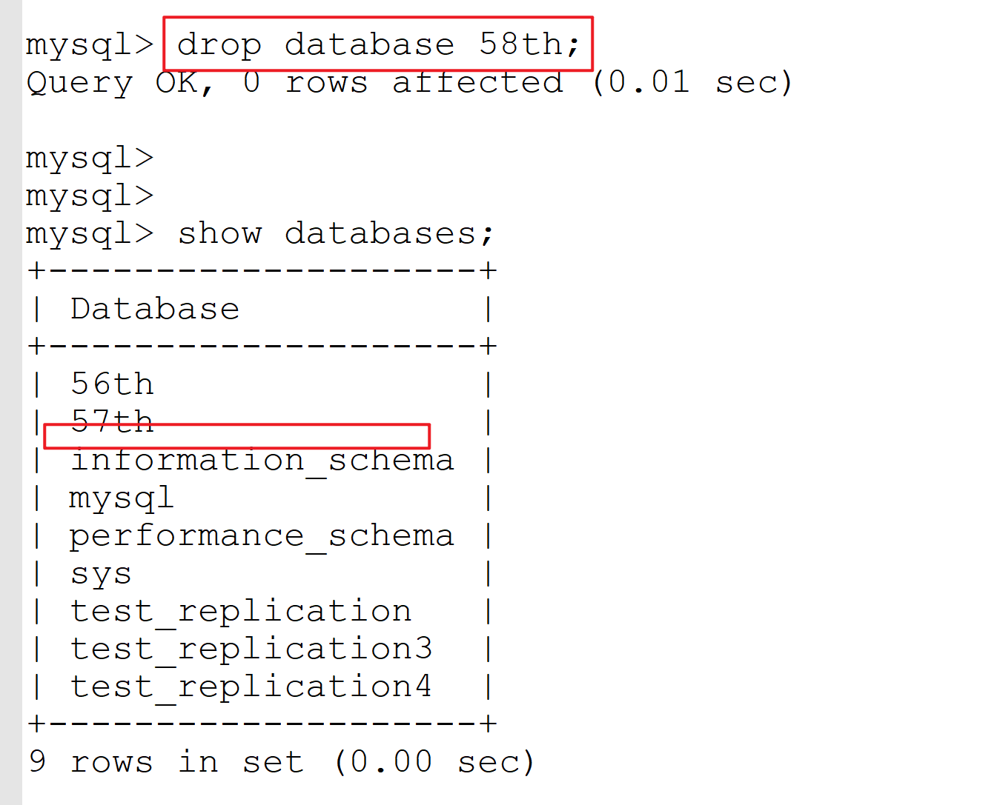 mysql> drop database 58th;
Query OK, 0 rows affected (0.01 sec)
mysql>
mysql>
mysql> show databases;
+--------------------+
| Database           |
+--------------------+
| 56th               |
| 57th               |
| information_schema |
| mysql              |
| performance_schema |
| sys                |
| test_replication   |
| test_replication3  |
| test_replication4  |
+--------------------+
9 rows in set (0.00 sec)